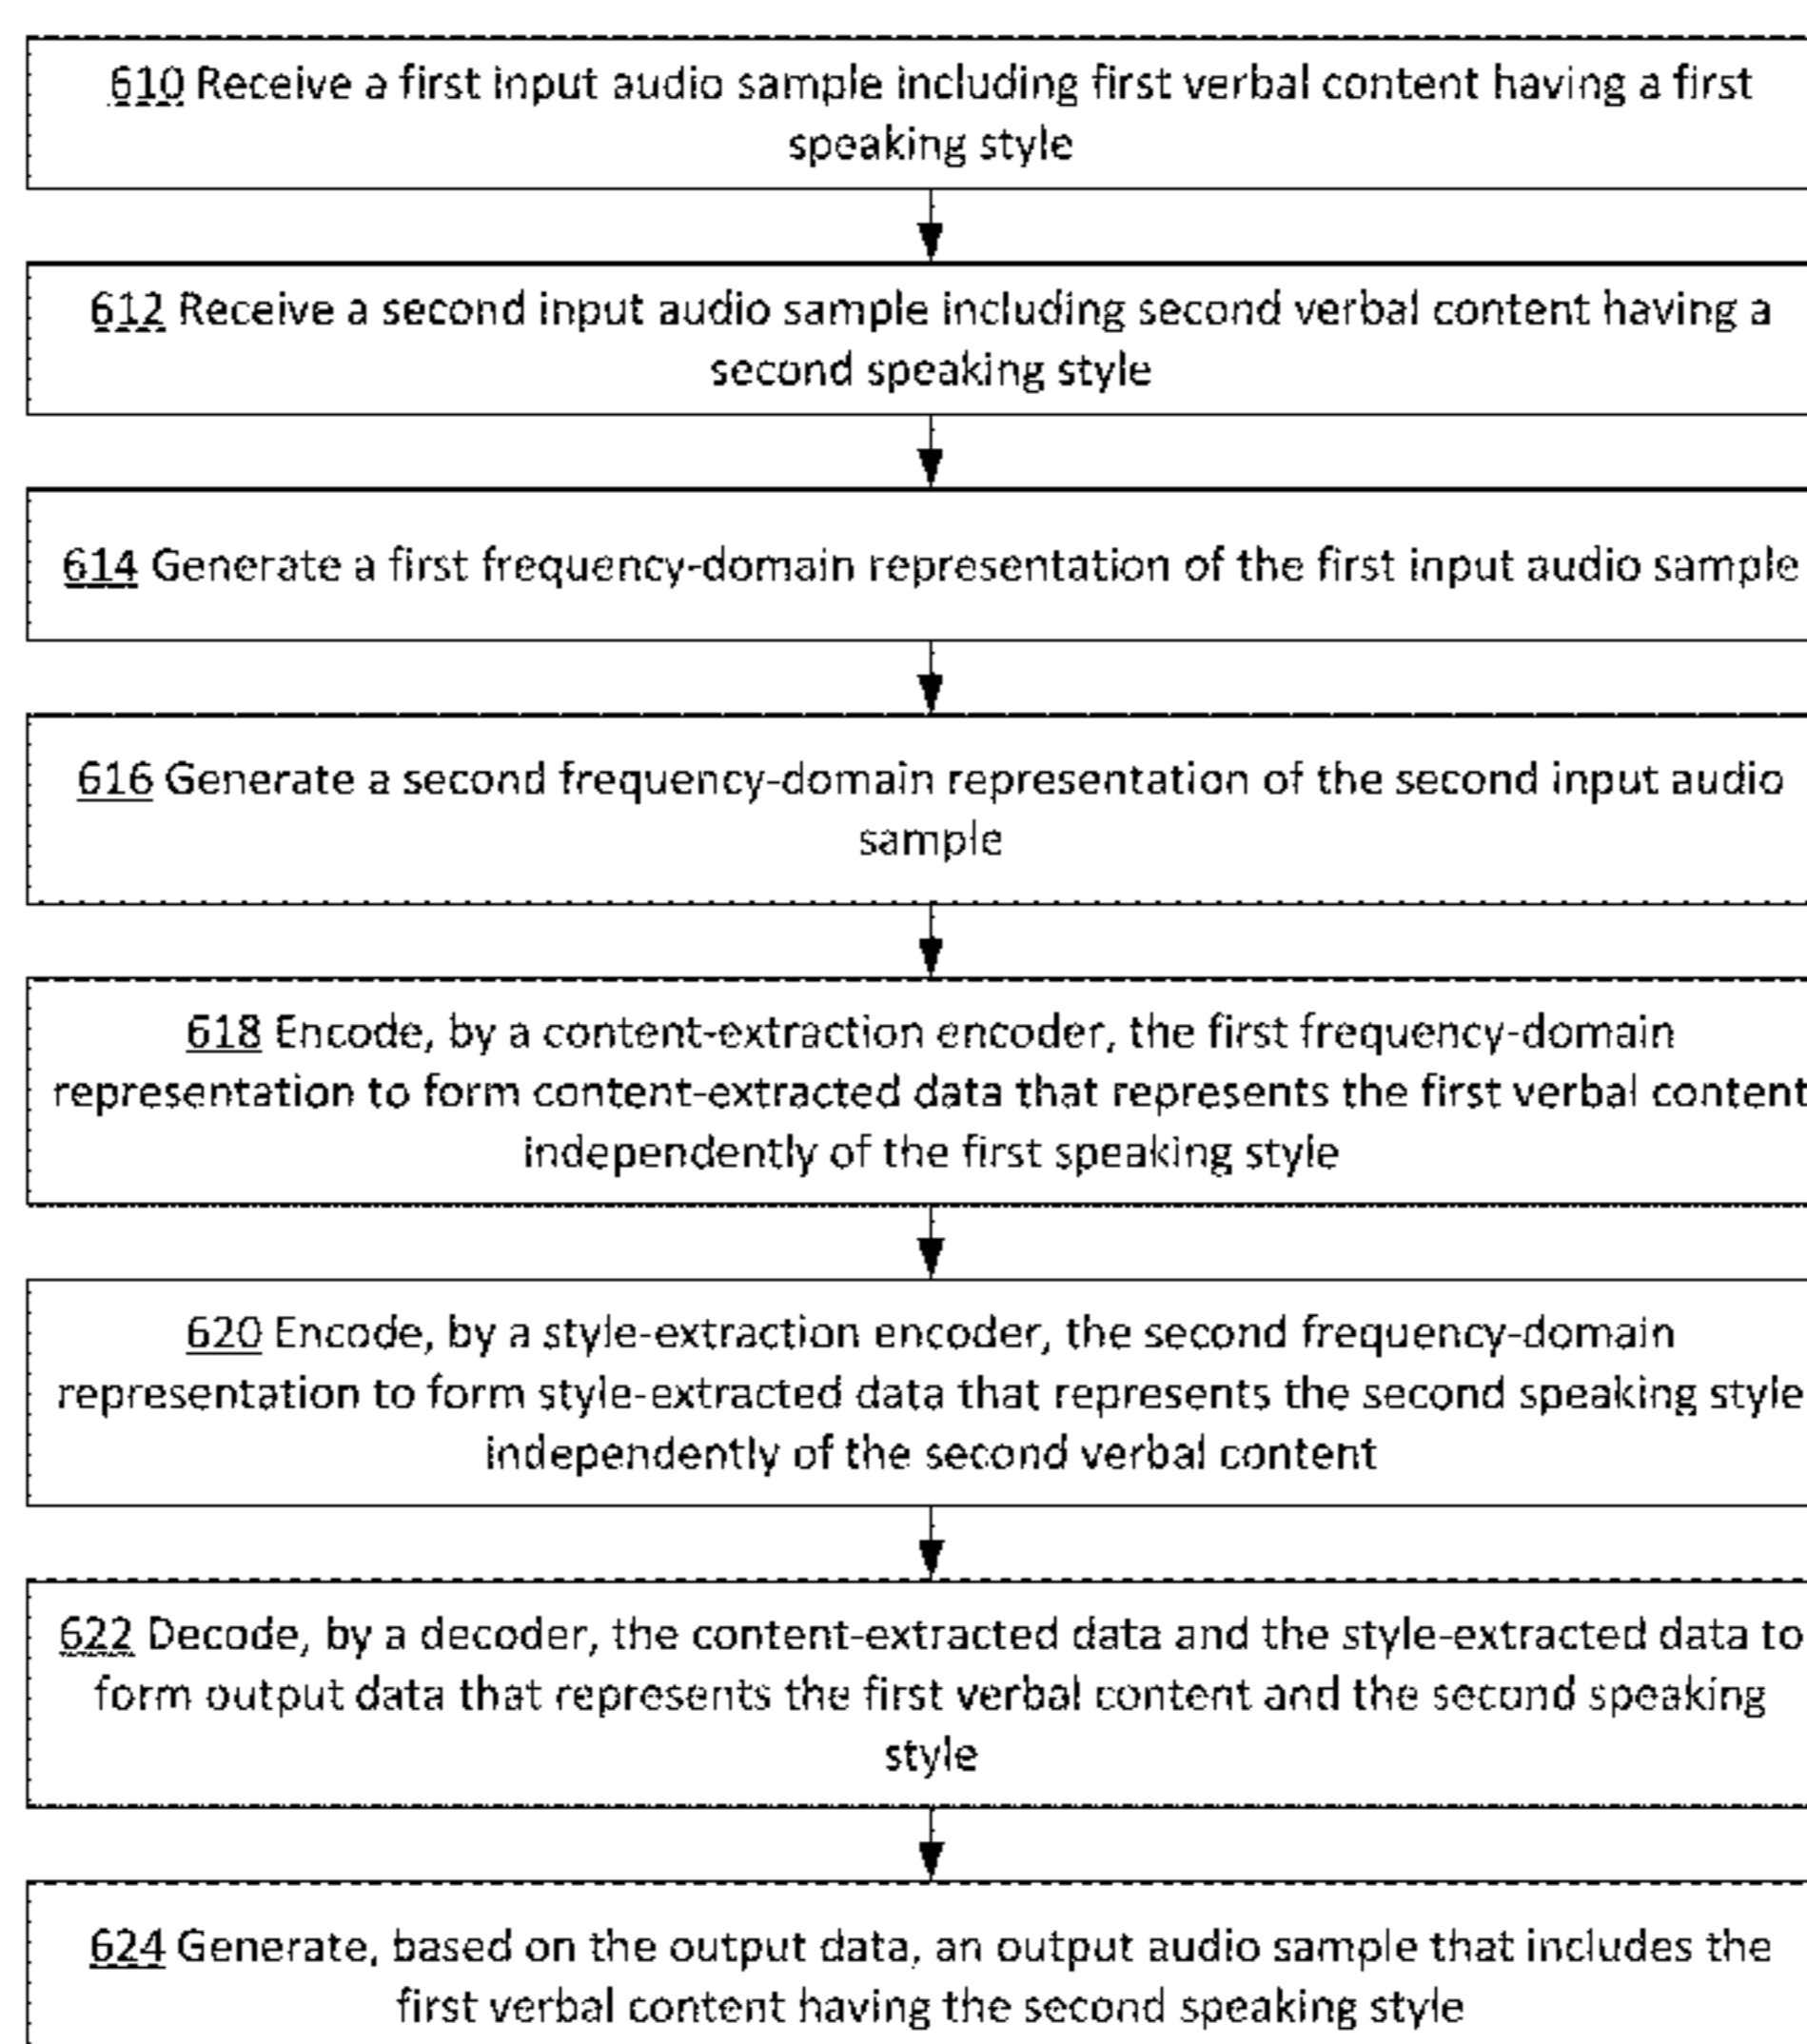 610 Receive a first input audio sample including first verbal content having a first
speaking style
612 Receive a second input audio sample including second verbal content having a
second speaking style
614 Generate a first frequency-domain representation of the first input audio sample
616 Generate a second frequency-domain representation of the second input audio
sample
618 Encode, by a content-extraction encoder, the first frequency-domain
representation to form content-extracted data that represents the first verbal content
independently of the first speaking style
620 Encode, by a style-extraction encoder, the second frequency-domain
representation to form style-extracted data that represents the second speaking style
independently of the second verbal content
622 Decode, by a decoder, the content-extracted data and the style-extracted data to
form output data that represents the first verbal content and the second speaking
style
624 Generate, based on the output data, an output audio sample that includes the
first verbal content having the second speaking style